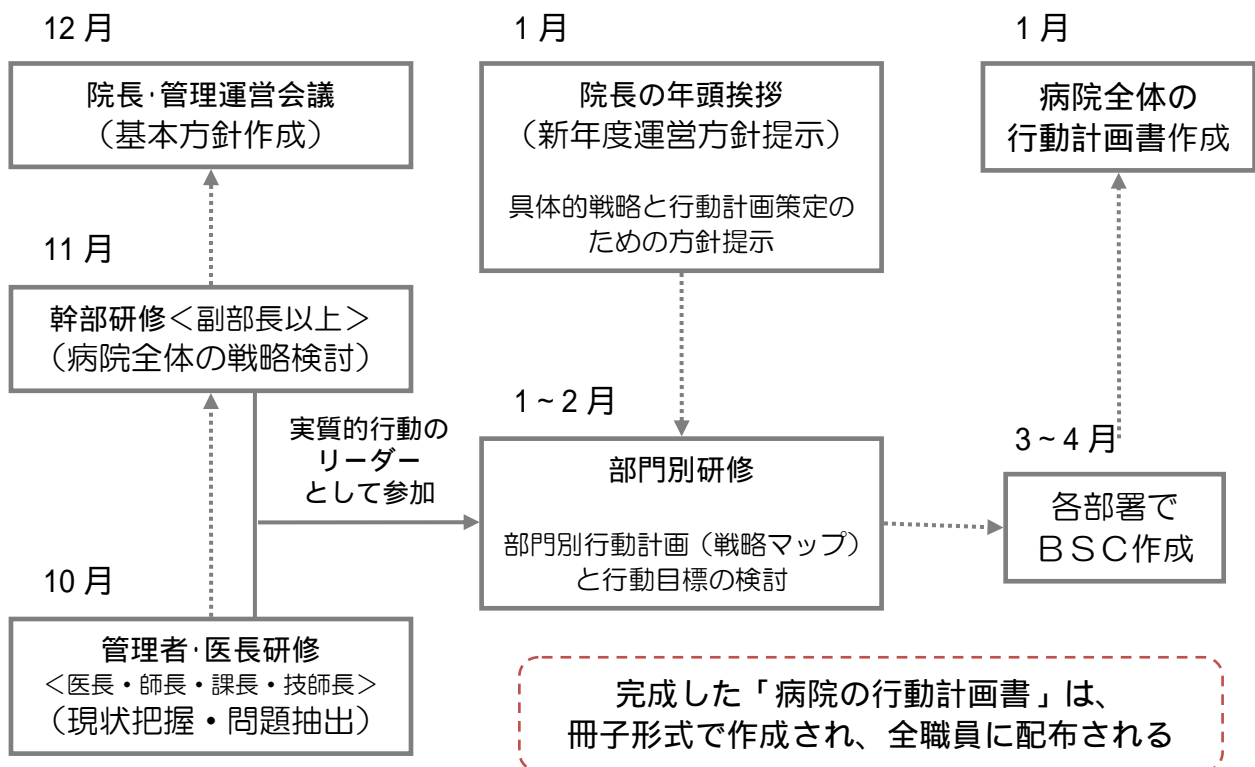 12 月
院長･管理運営会議
（基本方針作成）
11 月
幹部研修＜副部長以上＞
（病院全体の戦略検討）
10 月
管理者･医長研修
＜医長・師長・課長・技師長＞
（現状把握・問題抽出）
実質的行動の
リーダー
として参加
1 月
院長の年頭挨拶
（新年度運営方針提示）
具体的戦略と行動計画策定の
ための方針提示
1 ~ 2 月
部門別研修
部門別行動計画（戦略マップ）
と行動目標の検討
1 月
病院全体の
行動計画書作成
3 ~ 4 月
各部署で
ＢＳＣ作成
完成した「病院の行動計画書」は、
冊子形式で作成され、全職員に配布される